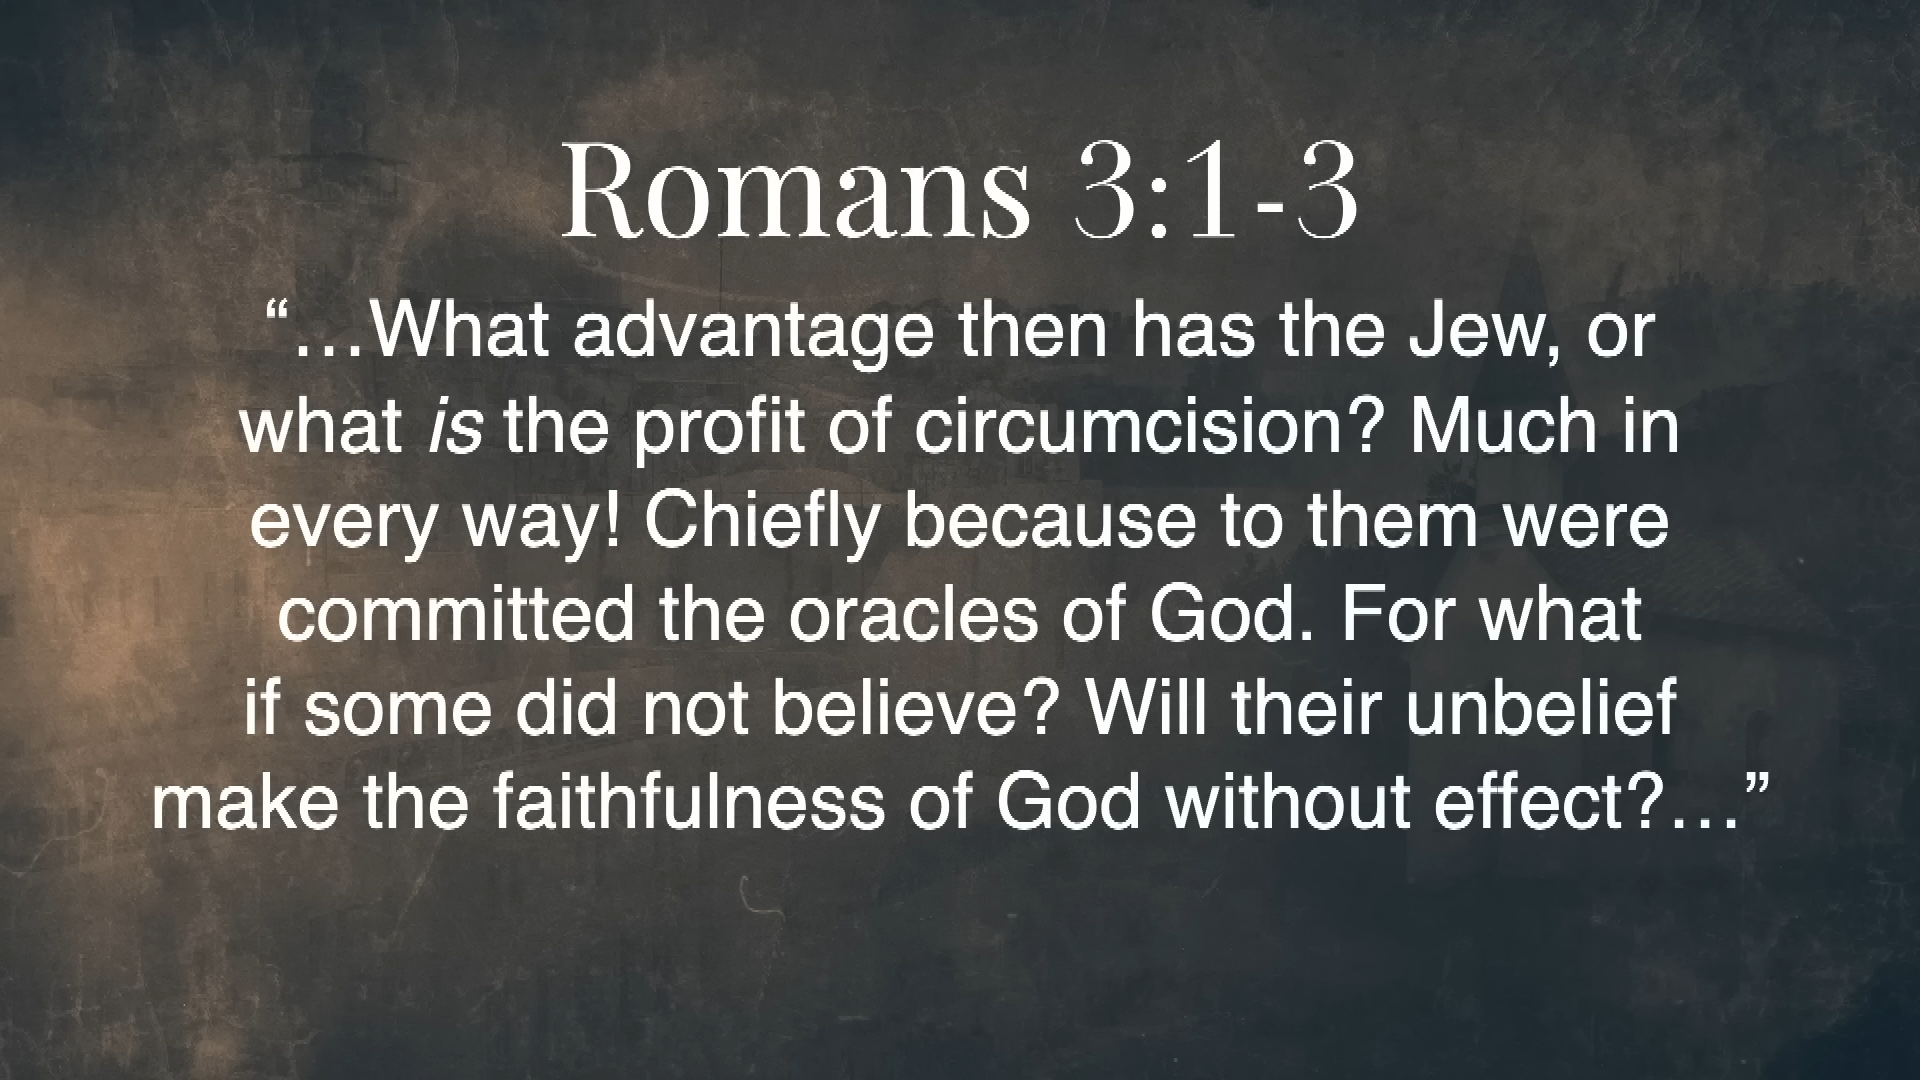 Romans 3:1-3
“…What advantage then has the Jew, or
what is the profit of circumcision? Much in
every way! Chiefly because to them were
committed the oracles of God. For what
if some did not believe? Will their unbelief
make the faithfulness of God without effect?…”